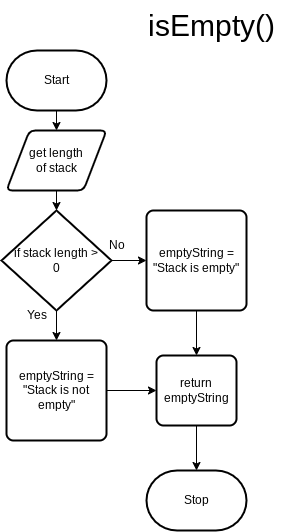 isEmpty()
Start
get length
of stack
if stack length >
0
No
emptyString =
"Stack is empty"
Yes
emptyString =
"Stack is not
empty"
return
emptyString
Stop